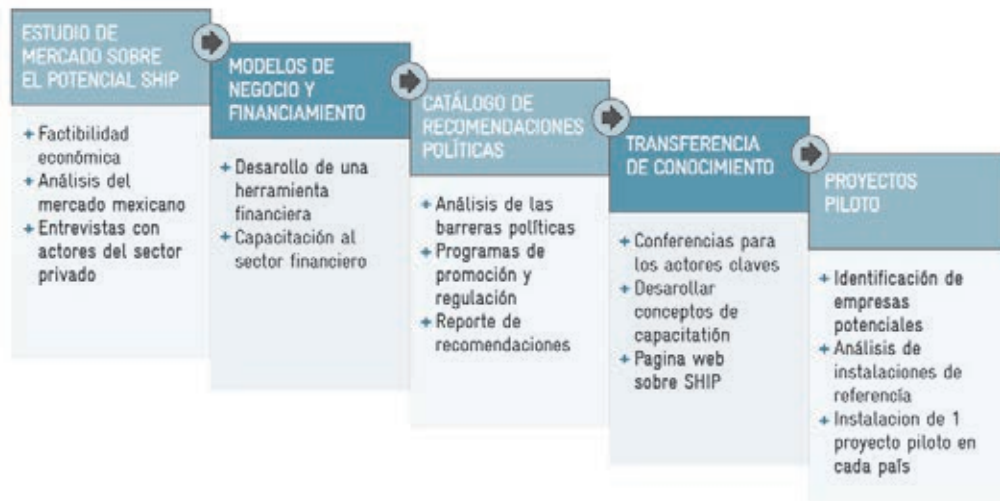 ESTUDIO DE
MERCADO SOBRE
EL POTENCIAL SHIP
+ Factibilidad
económica
+ Análisis del
mercado mexicano
+ Entrevistas con
actores del sector
privado
MODELOS DE
NEGOCIO Y
FINANCIAMIENTO
+ Desarollo de una
herramienta
financiera
+ Capacitación al
sector financiero
CATÁLOGO DE
RECOMENDACIONES
POLÍTICAS
+ Análisis de las
barreras políticas
+ Programas de
promoción y
regulación
+ Reporte de
recomendaciones
TRANSFERENCIA
DE CONOCIMIENTO
+ Conferencias para
los actores claves
+ Desarollar
conceptos de
capacitatión
+ Pagina web
sobre SHIP
PROYECTOS
PILOTO
+ Identificación de
empresas
potenciales
+ Análisis de
instalaciones de
referencía
+ Instalacion de 1
proyecto piloto en
cada país